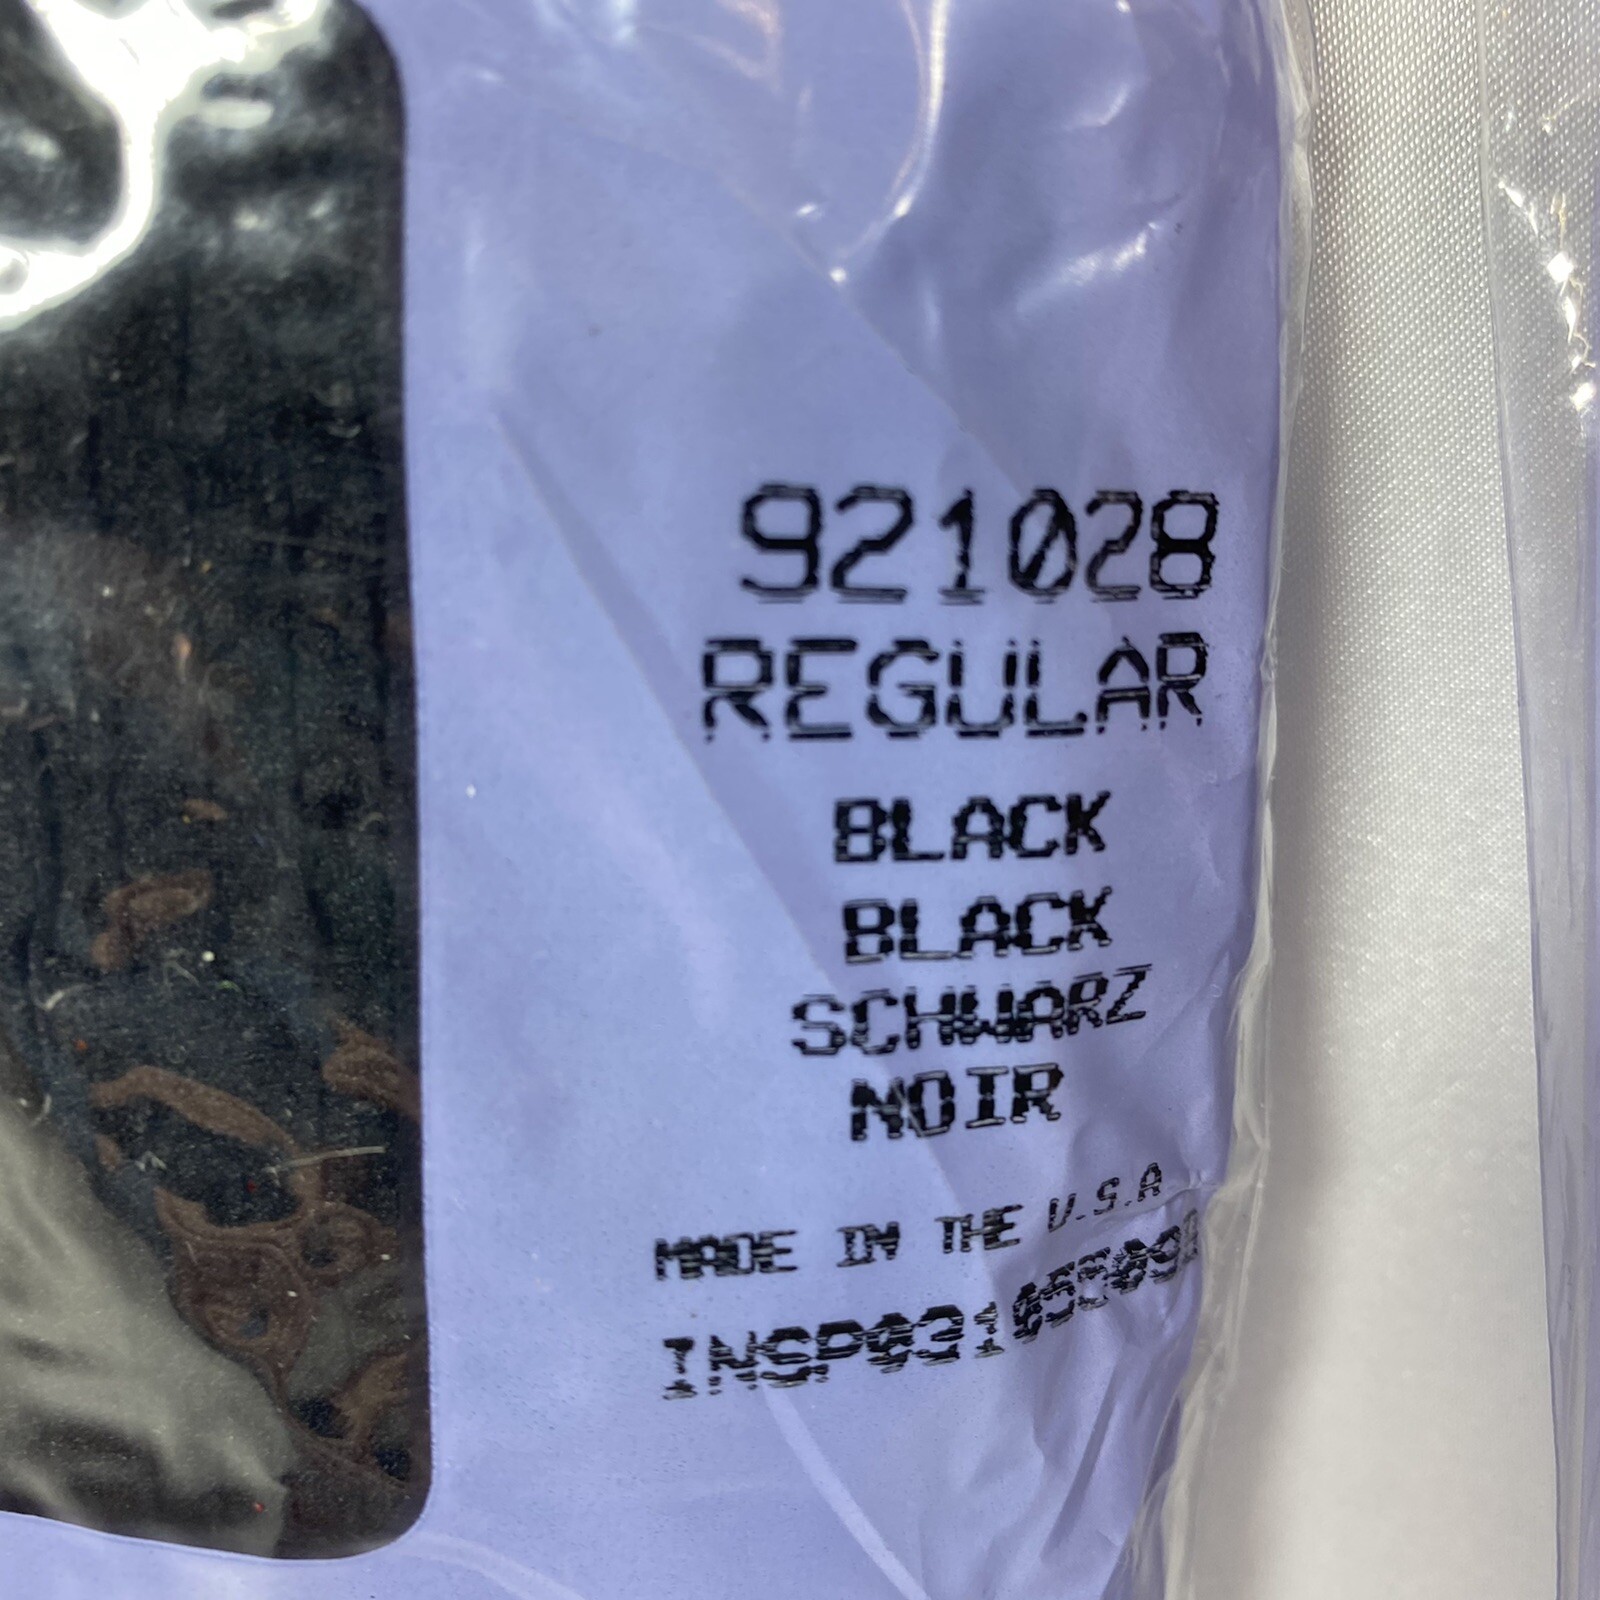 921028
REGULAR
BLACK
BLACK
SCHWARZ
NOIR
MADE IN THE U.S.A